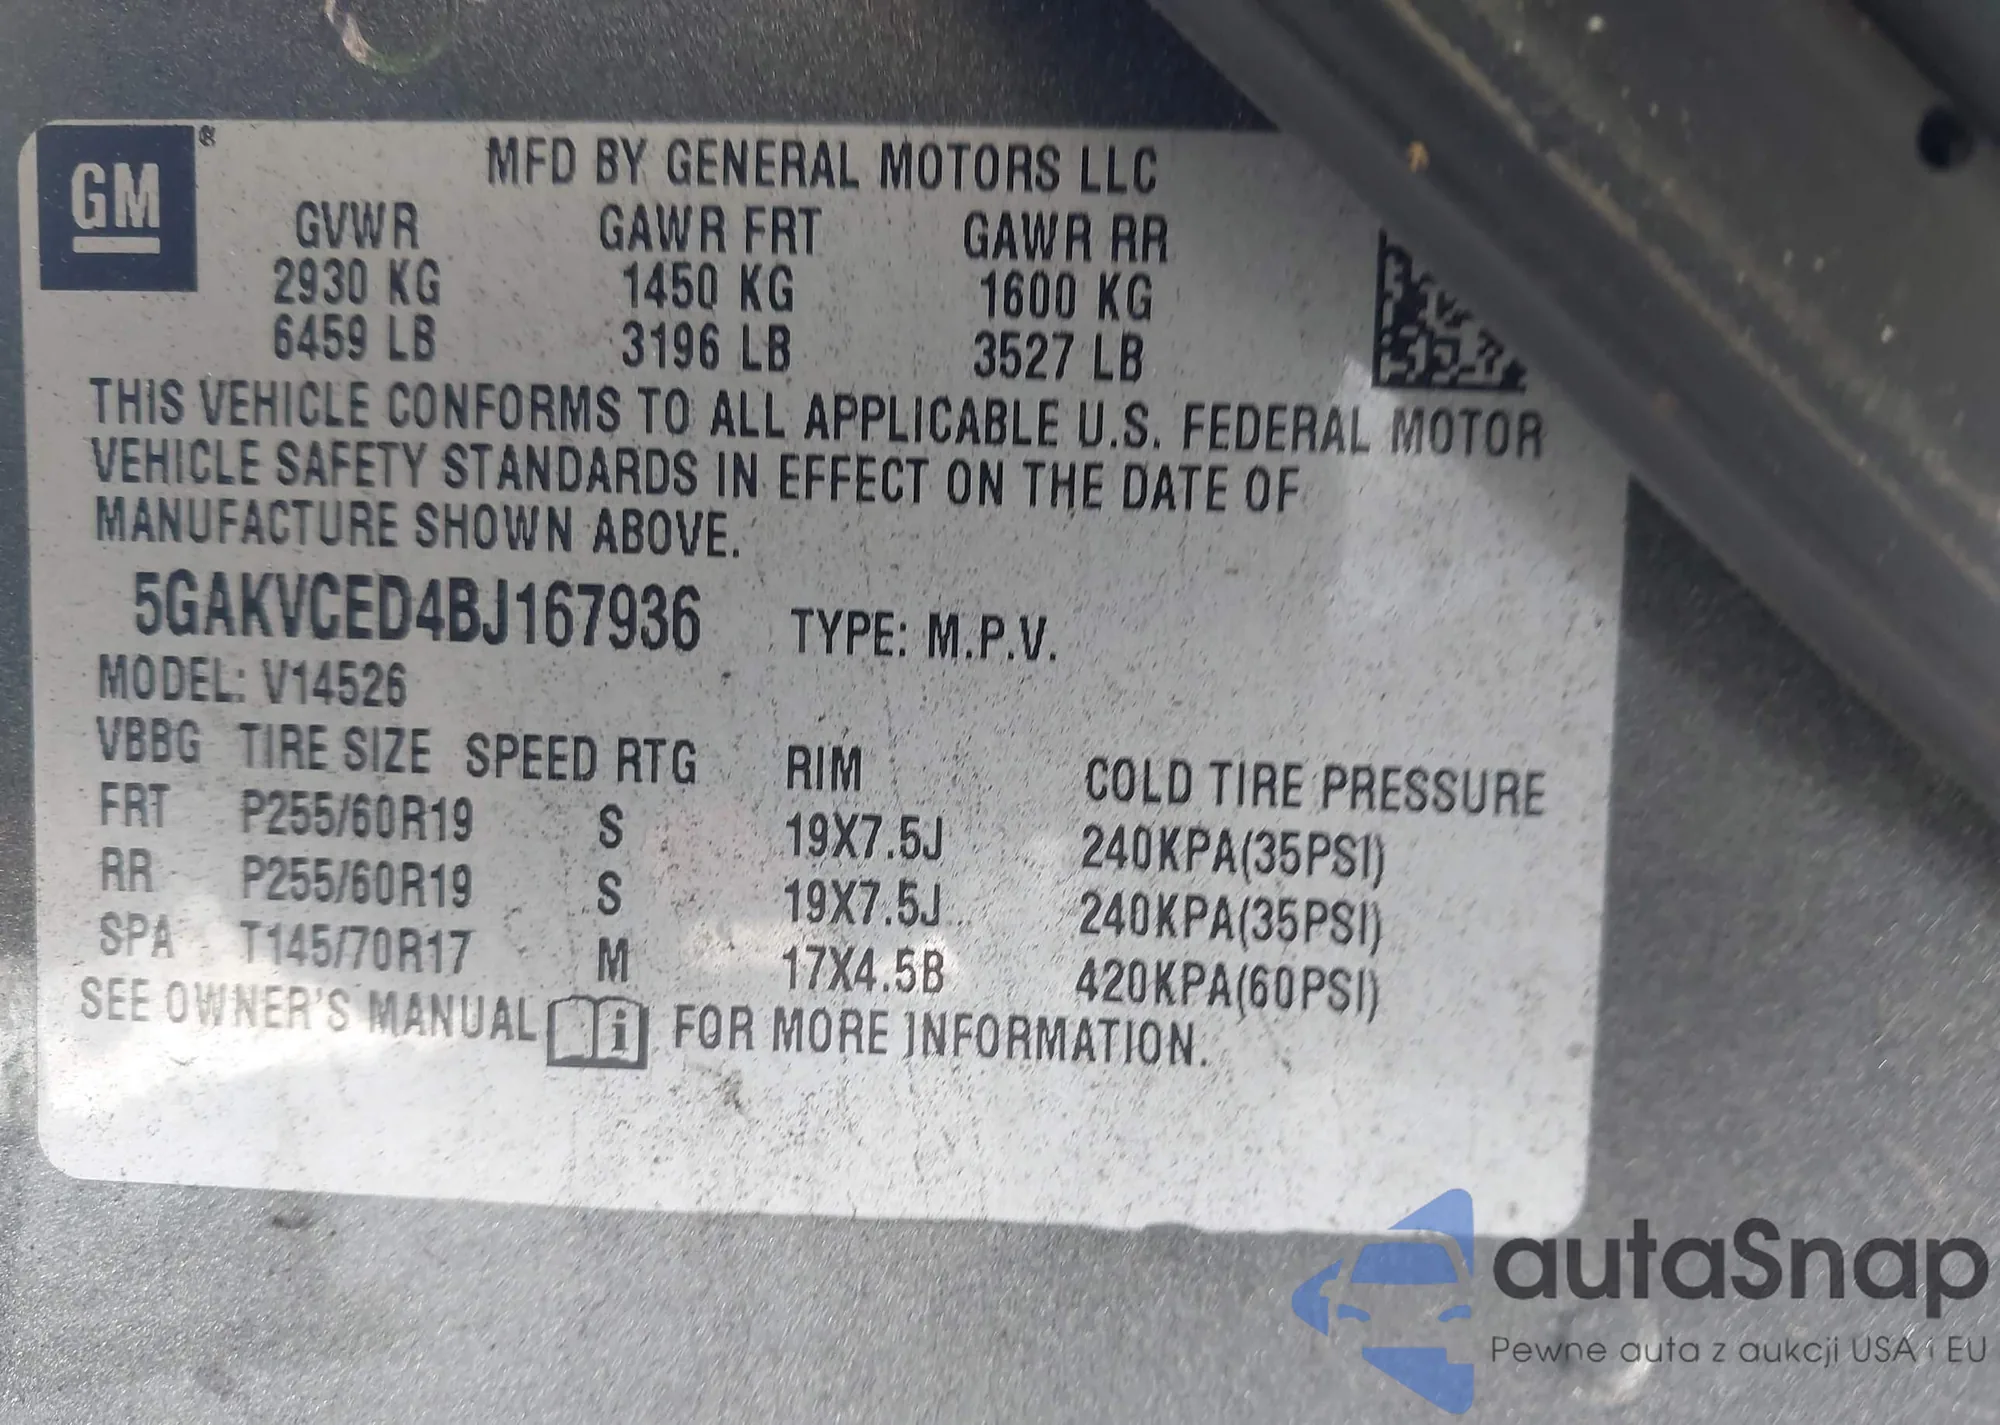 GM®
MFD BY GENERAL MOTORS LLC
GVWR GAWR FRT GAWR RR
2930 KG 1450 KG 1600 KG
6459 LB 3196 LB 3527 LB
THIS VEHICLE CONFORMS TO ALL APPLICABLE U.S. FEDERAL MOTOR
VEHICLE SAFETY STANDARDS IN EFFECT ON THE DATE OF
MANUFACTURE SHOWN ABOVE.
5GAKVCED4BJ167936 TYPE: M.P.V.
MODEL: V14526
VBBG TIRE SIZE SPEED RTG RIM COLD TIRE PRESSURE
FRT P255/60R19 S 19X7.5J 240KPA(35PSI)
RR P255/60R19 S 19X7.5J 240KPA(35PSI)
SPA T145/70R17 M 17X4.5B 420KPA(60PSI)
SEE OWNER'S MANUAL i FOR MORE INFORMATION.
autaSnap
Pewne auta z aukcji USA i EU